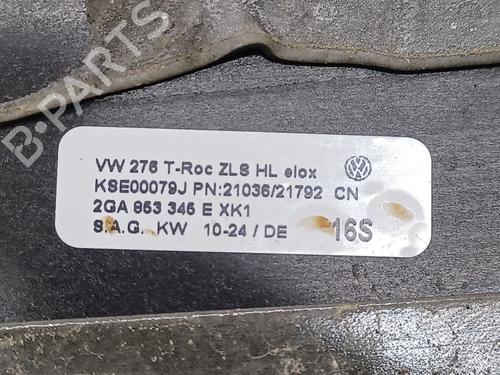 VW 276 T-Roc ZLS HL elox
KSE00079J PN:21036/21792 CN
2GA 853 345 E XK1
S.A.G. KW 10-24 / DE 16S
B-PARTS